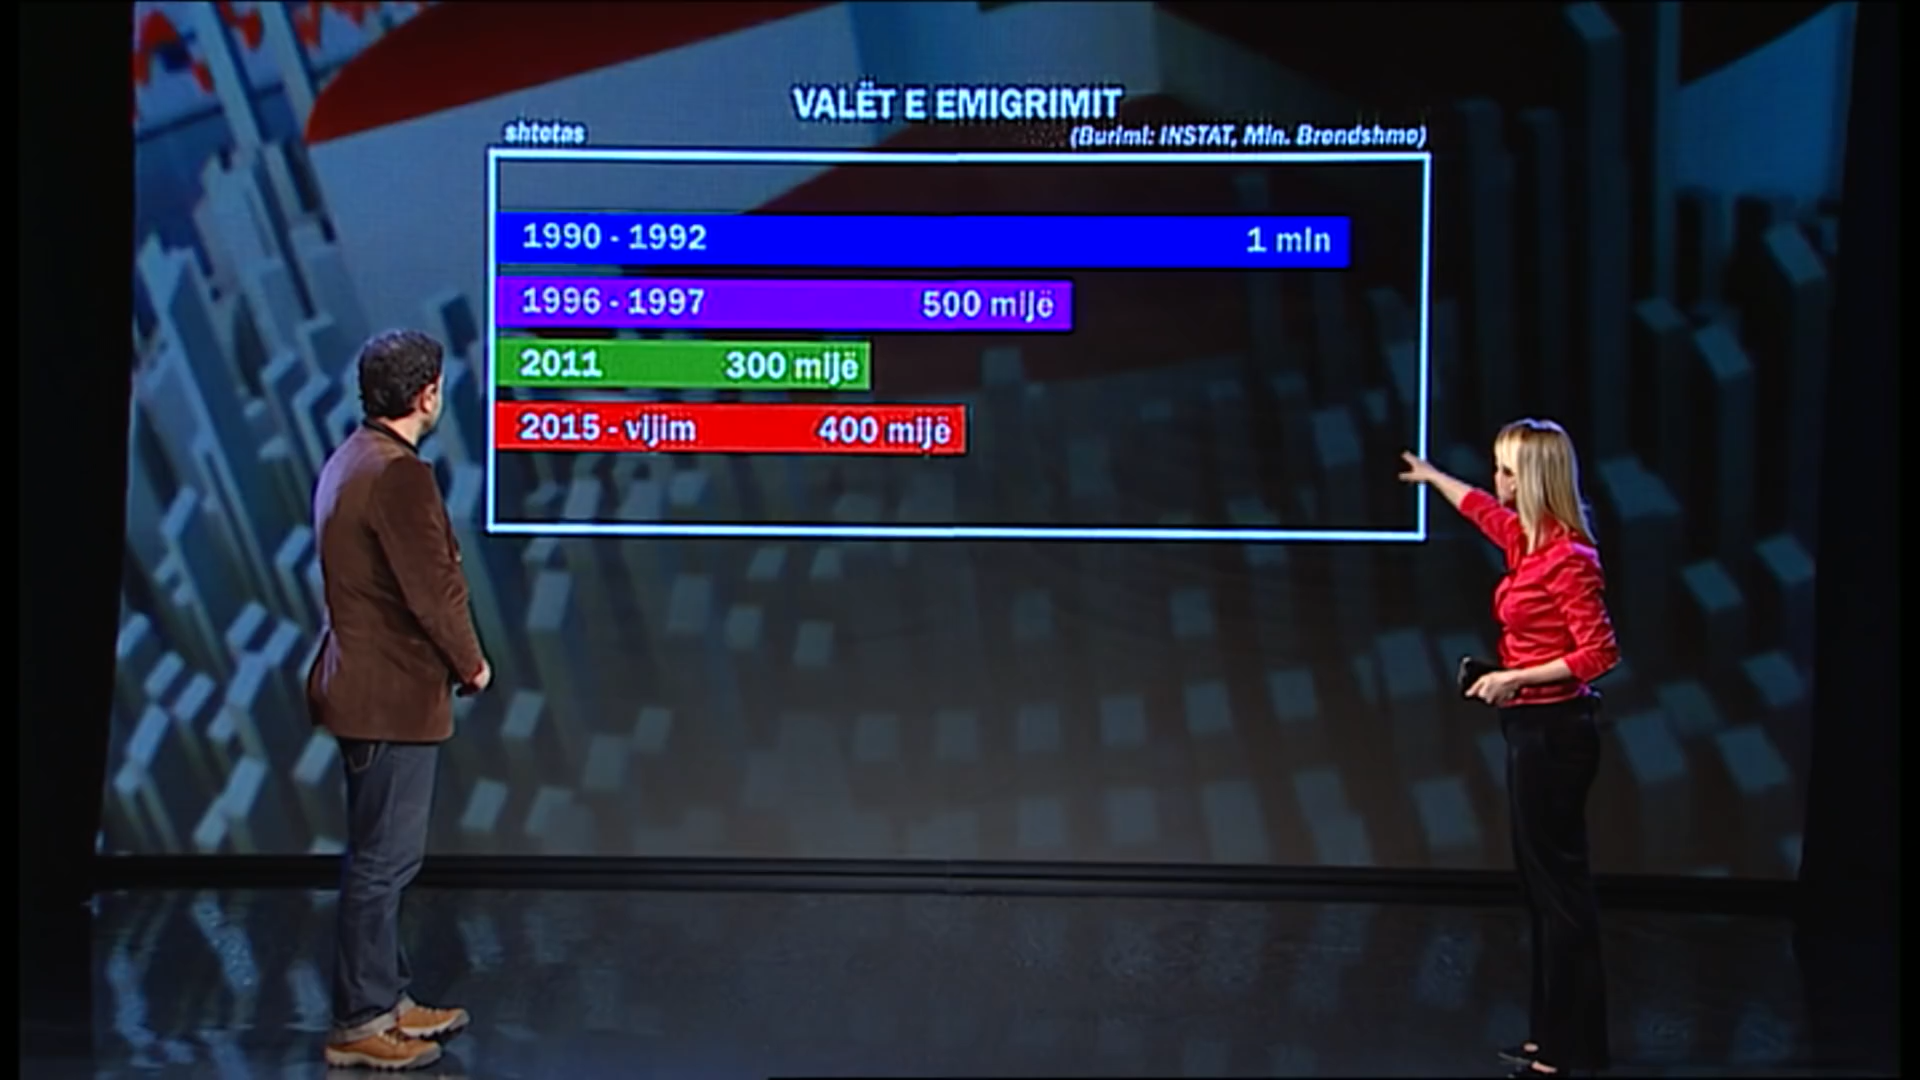 VALËT E EMIGRIMIT
shtetas
(Burimi: INSTAT, Min. Brendshme)
1990 - 1992 1 mln
1996 - 1997 500 mijë
2011 300 mijë
2015 - vijim 400 mijë